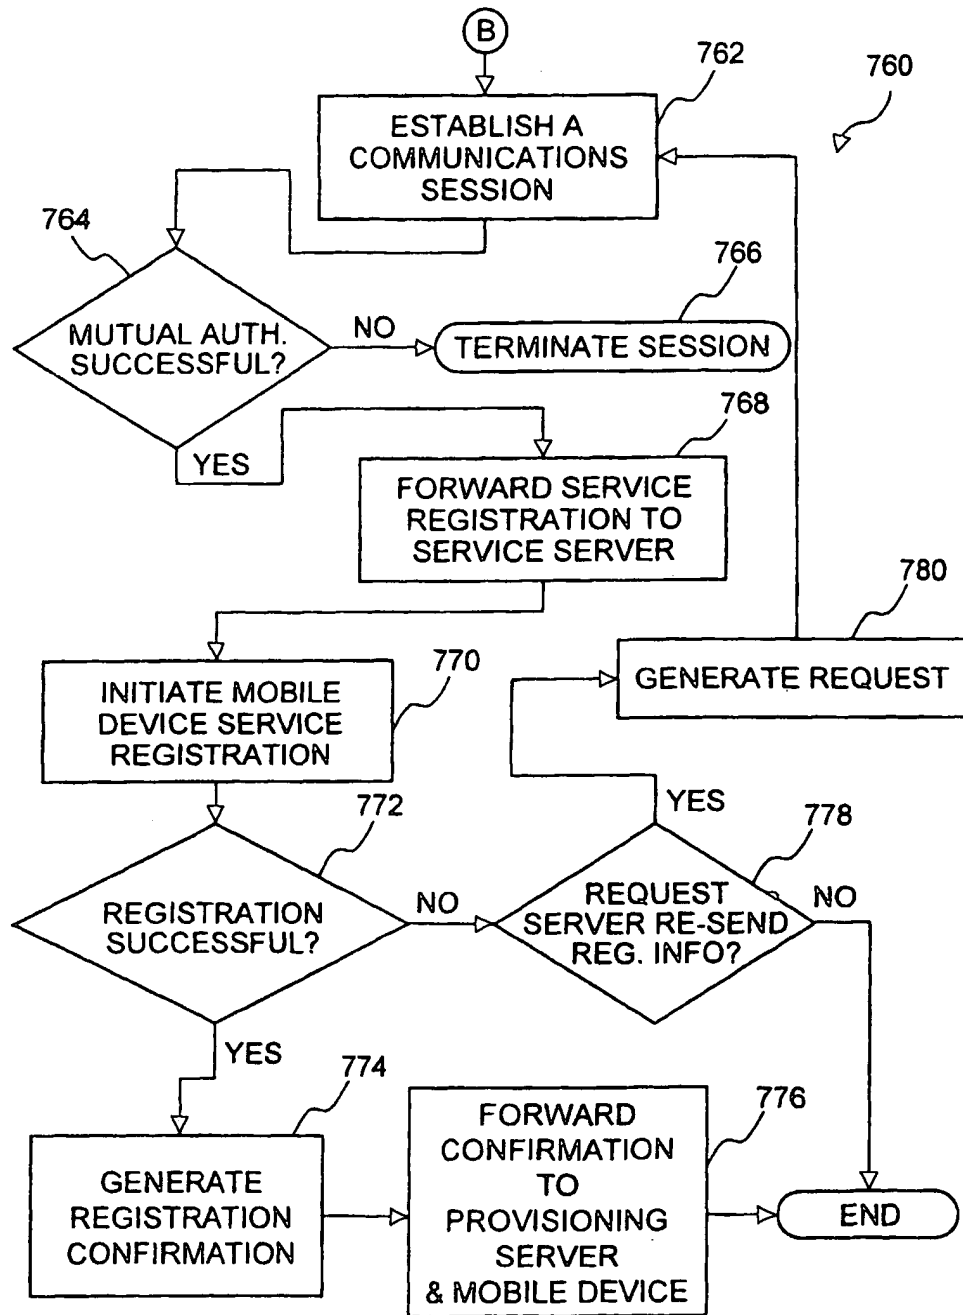 B
762
760
ESTABLISH A
COMMUNICATIONS
SESSION
764
766
MUTUAL AUTH.
SUCCESSFUL?
NO
TERMINATE SESSION
768
YES
FORWARD SERVICE
REGISTRATION TO
SERVICE SERVER
780
770
GENERATE REQUEST
INITIATE MOBILE
DEVICE SERVICE
REGISTRATION
YES
772
778
REGISTRATION
SUCCESSFUL?
NO
REQUEST
SERVER RE-SEND
REG. INFO?
NO
YES
774
776
GENERATE
REGISTRATION
CONFIRMATION
FORWARD
CONFIRMATION
TO
PROVISIONING
SERVER
& MOBILE DEVICE
END